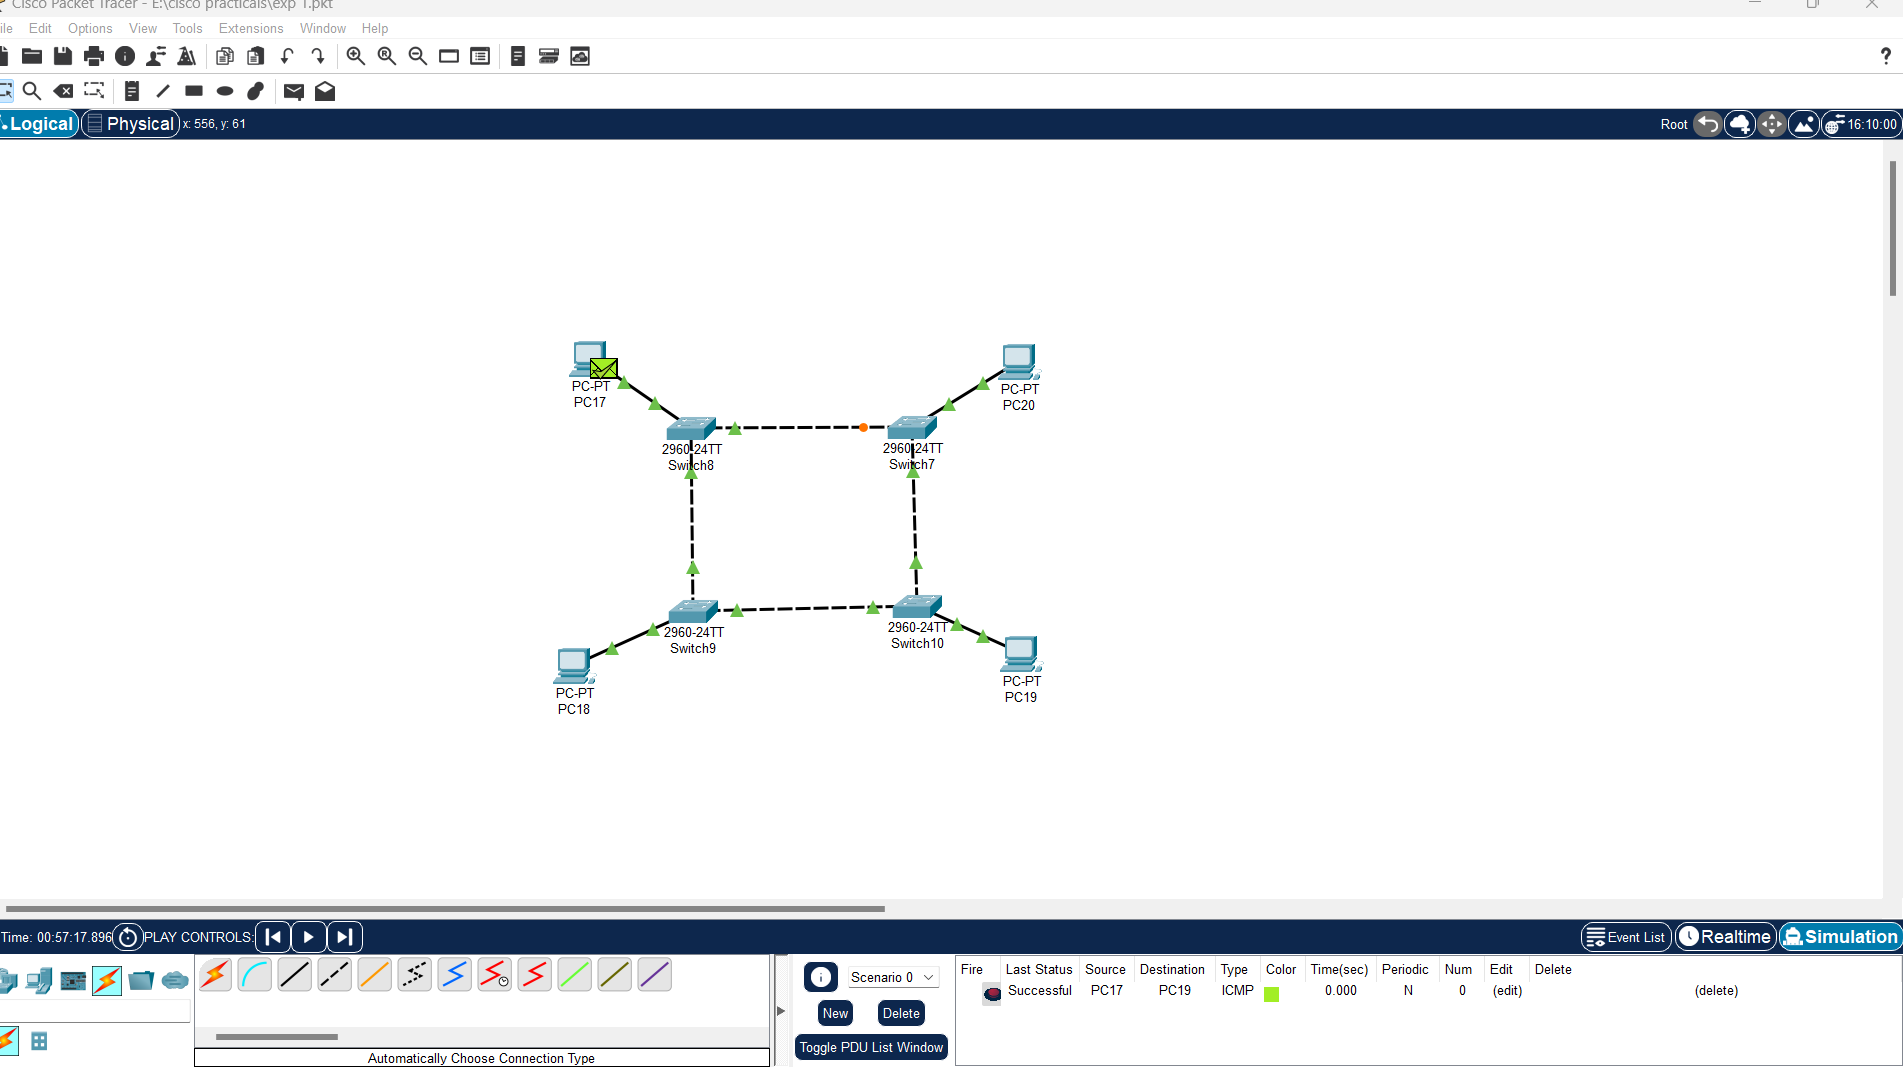 Cisco Packet Tracer - E:\cisco practicals\exp 1.pkt
ile Edit Options View Tools Extensions Window Help
?
Logical Physical x: 556, y: 61 Root 16:10:00
PC-PT
PC17
PC-PT
PC20
2960-24TT
Switch8
2960-24TT
Switch7
2960-24TT
Switch9
2960-24TT
Switch10
PC-PT
PC18
PC-PT
PC19
Time: 00:57:17.896 PLAY CONTROLS: Event List Realtime Simulation
Scenario 0
New Delete
Toggle PDU List Window
Fire Last Status Source Destination Type Color Time(sec) Periodic Num Edit Delete
Successful PC17 PC19 ICMP 0.000 N 0 (edit) (delete)
Automatically Choose Connection Type